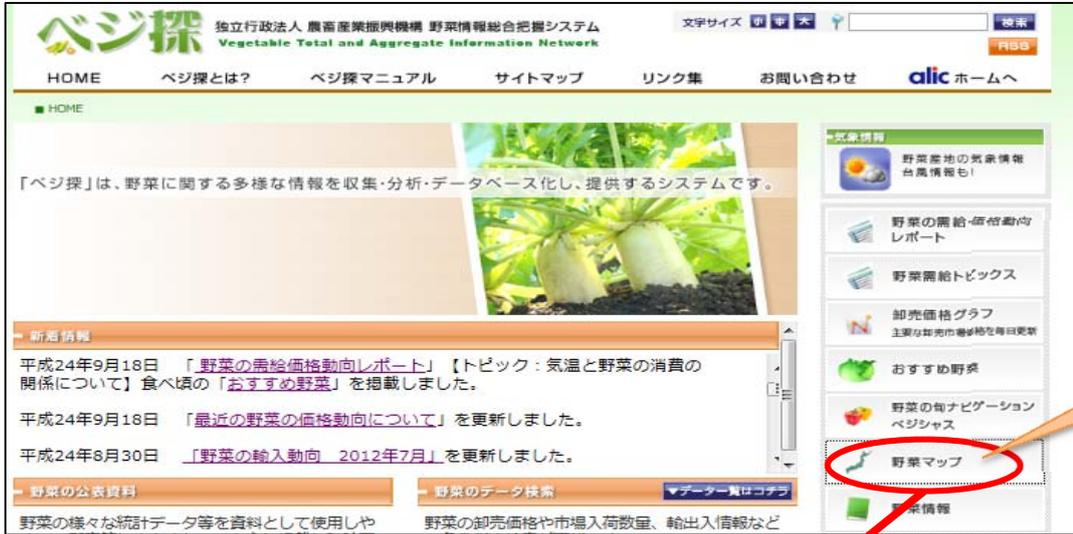 ベジ探
独立行政法人 農畜産業振興機構 野菜情報総合把握システム
Vegetable Total and Aggregate Information Network
文字サイズ 小 中 大
検索
RSS
HOME ベジ探とは? ベジ探マニュアル サイトマップ リンク集 お問い合わせ alic ホームへ
HOME
「ベジ探」は、野菜に関する多様な情報を収集・分析・データベース化し、提供するシステムです。
新着情報
平成24年9月18日 「野菜の需給価格動向レポート」【トピック:気温と野菜の消費の
関係について】食べ頃の「おすすめ野菜」を掲載しました。
平成24年9月18日 「最近の野菜の価格動向について」を更新しました。
平成24年8月30日 「野菜の輸入動向 2012年7月」を更新しました。
野菜の公表資料
野菜の様々な統計データ等を資料として使用しや
野菜のデータ検索 ▼データ一覧はコチラ
野菜の卸売価格や市場入荷数量、輸出入情報など
気象情報
野菜産地の気象情報
台風情報も!
野菜の需給・価格動向
レポート
野菜需給トピックス
卸売価格グラフ
主要な卸売市場価格を毎日更新
おすすめ野菜
野菜の旬ナビゲーション
ベジシャス
野菜マップ
野菜情報